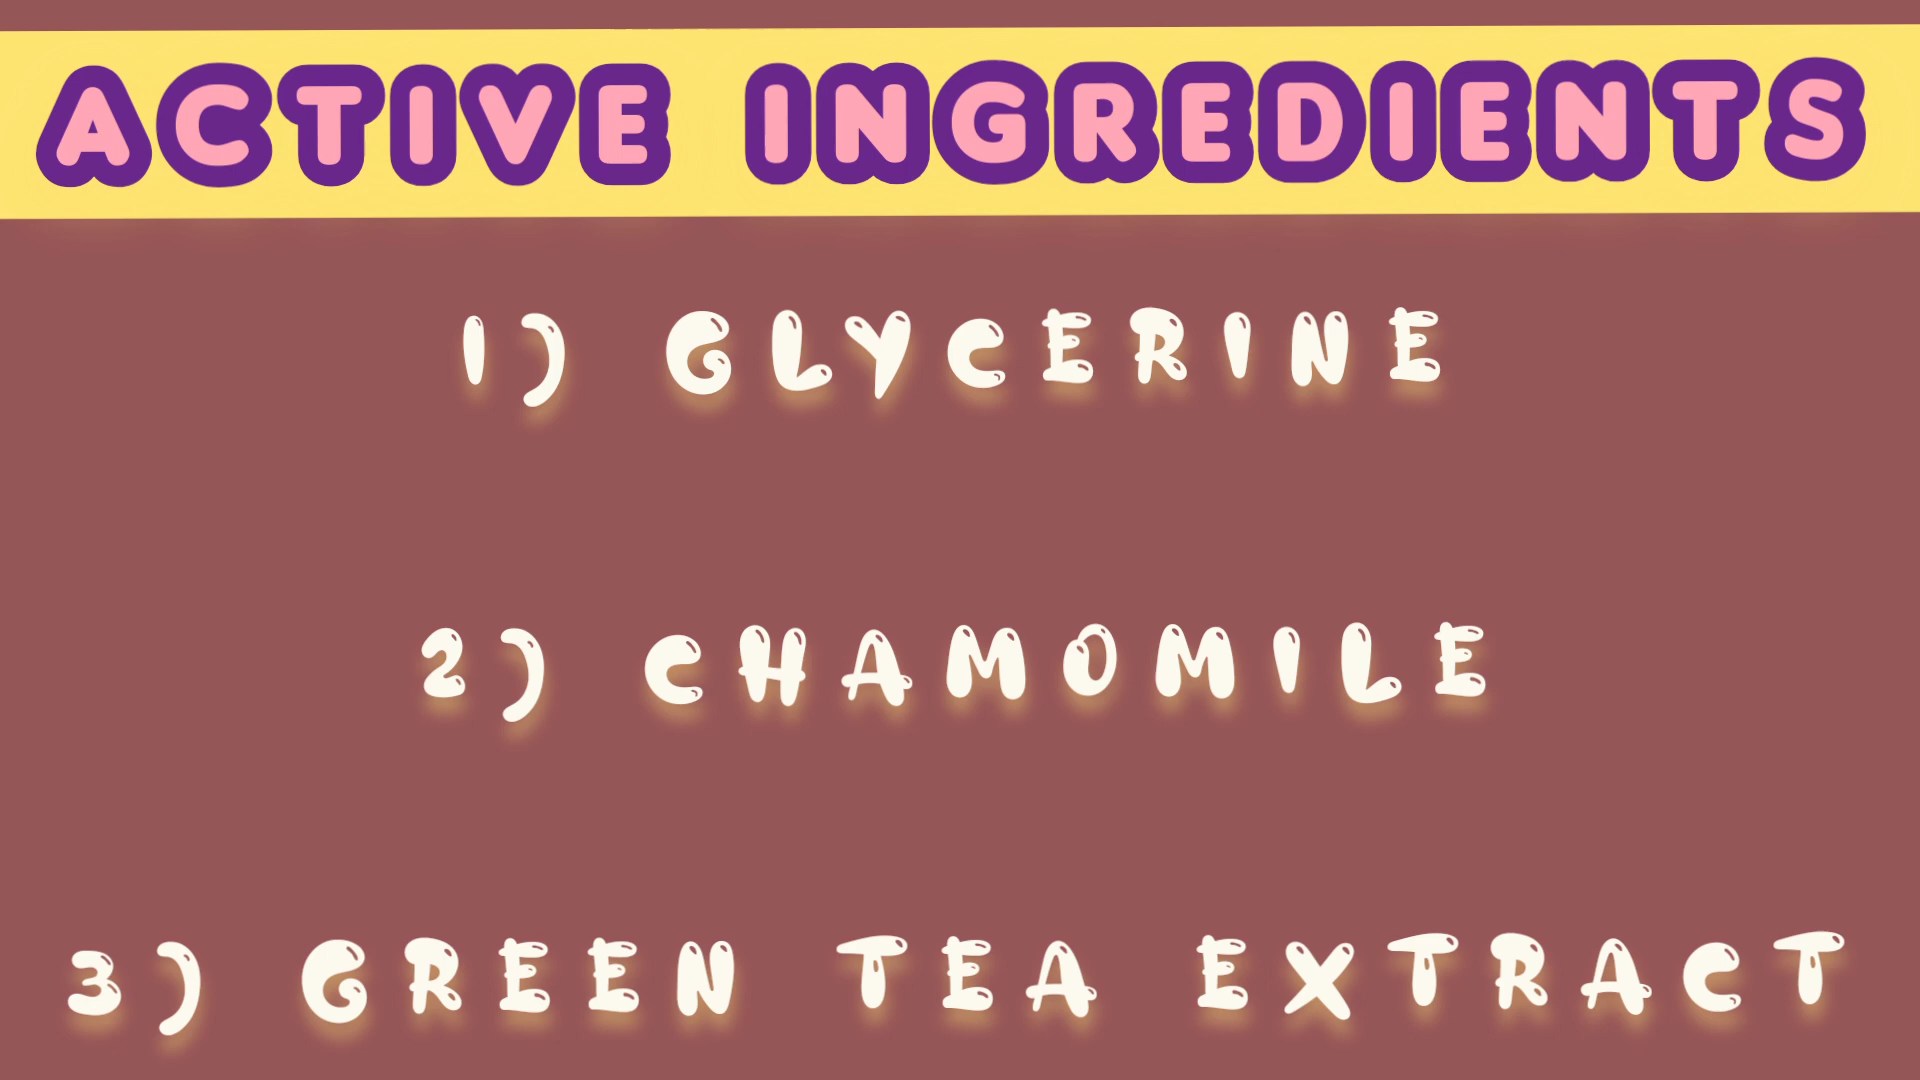 ACTIVE INGREDIENTS
1) GLYCERINE
2) CHAMOMILE
3) GREEN TEA EXTRACT